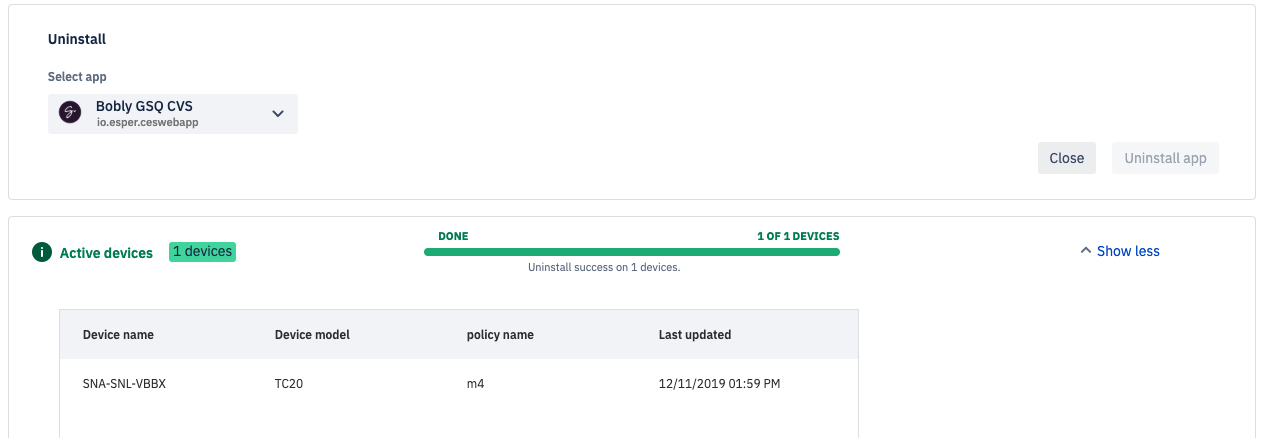 Uninstall
Select app
Bobly GSQ CVS
io.esper.ceswebapp
Close Uninstall app
DONE 1 OF 1 DEVICES
i Active devices 1 devices Show less
Uninstall success on 1 devices.
Device name Device model policy name Last updated
SNA-SNL-VBBX TC20 m4 12/11/2019 01:59 PM